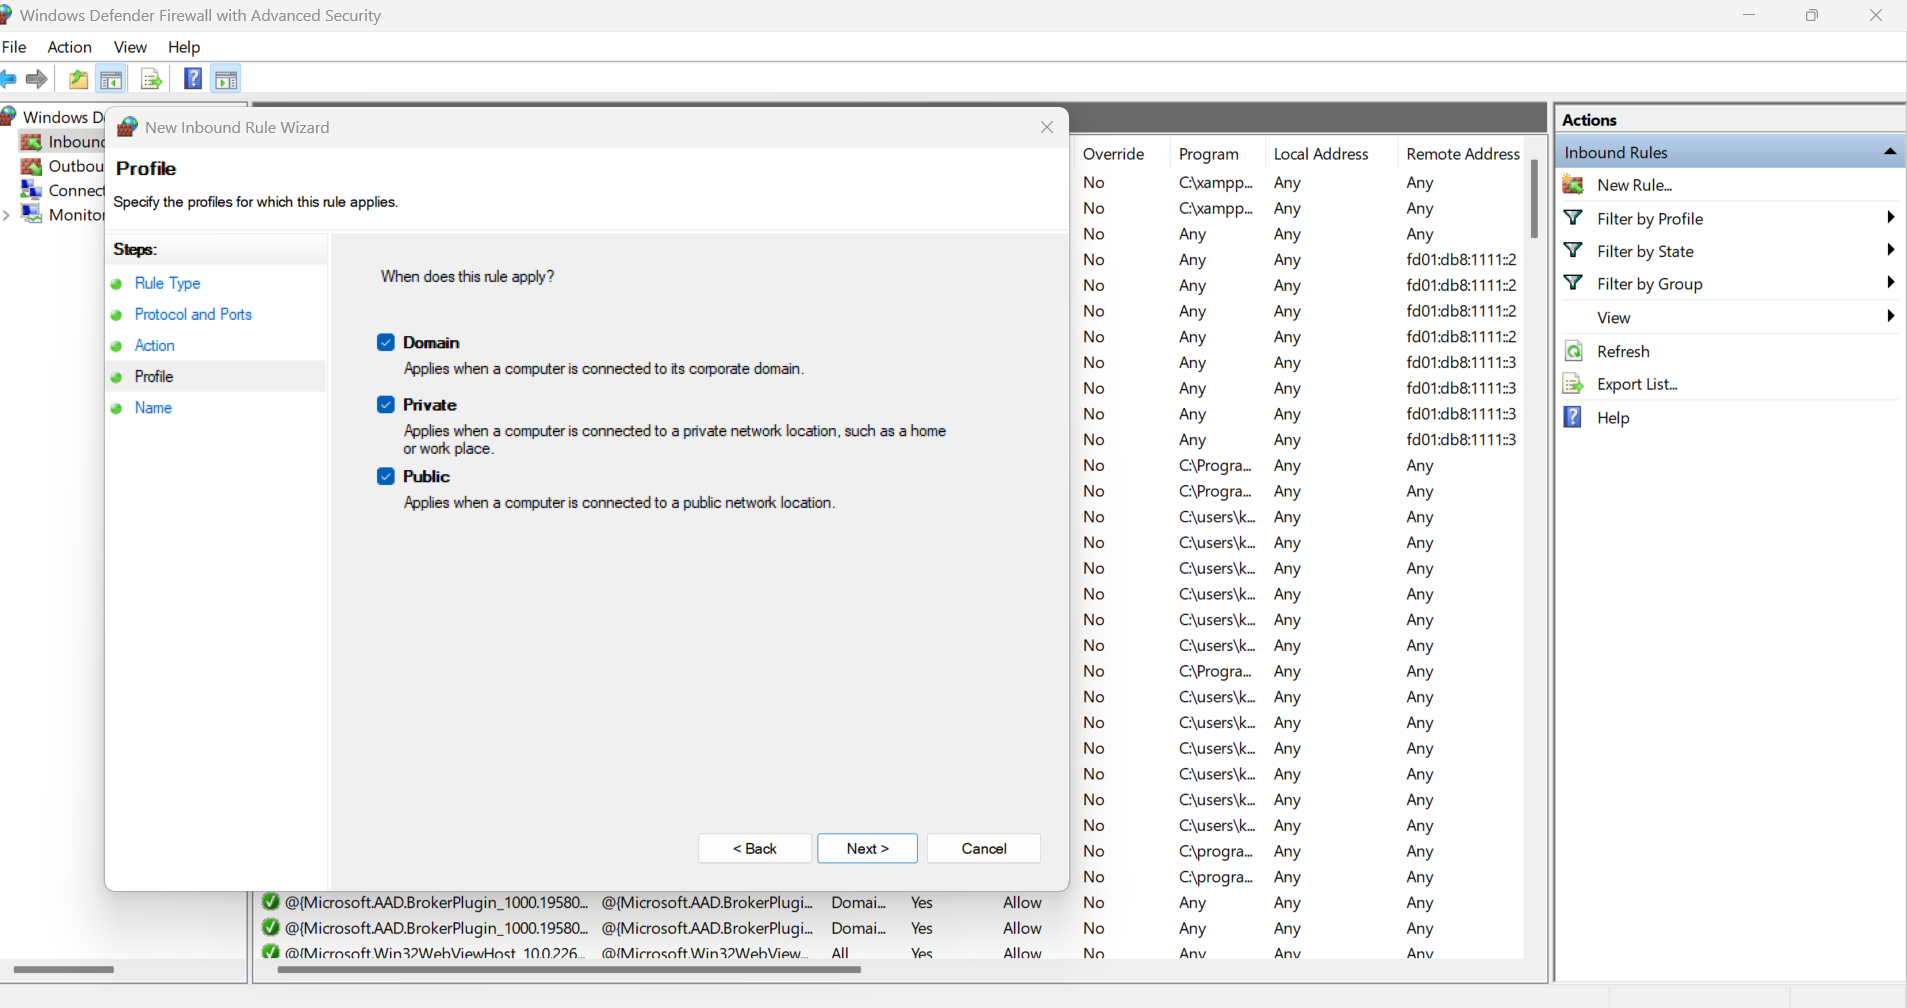 Windows Defender Firewall with Advanced Security
File Action View Help
Windows D
Inbound
Outbou
Connect
Monitor
New Inbound Rule Wizard
Profile
Specify the profiles for which this rule applies.
Steps:
Rule Type
Protocol and Ports
Action
Profile
Name
When does this rule apply?
Domain
Applies when a computer is connected to its corporate domain.
Private
Applies when a computer is connected to a private network location, such as a home
or work place.
Public
Applies when a computer is connected to a public network location.
< Back Next > Cancel
Override Program Local Address Remote Address
No C:\xampp... Any Any
No C:\xampp... Any Any
No Any Any Any
No Any Any fd01:db8:1111::2
No Any Any fd01:db8:1111::2
No Any Any fd01:db8:1111::2
No Any Any fd01:db8:1111::2
No Any Any fd01:db8:1111::3
No Any Any fd01:db8:1111::3
No Any Any fd01:db8:1111::3
No Any Any fd01:db8:1111::3
No C:\Progra... Any Any
No C:\Progra... Any Any
No C:\users\k... Any Any
No C:\users\k... Any Any
No C:\users\k... Any Any
No C:\users\k... Any Any
No C:\users\k... Any Any
No C:\users\k... Any Any
No C:\Progra... Any Any
No C:\users\k... Any Any
No C:\users\k... Any Any
No C:\users\k... Any Any
No C:\users\k... Any Any
No C:\users\k... Any Any
No C:\users\k... Any Any
No C:\progra... Any Any
No C:\progra... Any Any
@{Microsoft.AAD.BrokerPlugin_1000.19580... @{Microsoft.AAD.BrokerPlugi... Domai... Yes Allow No Any Any Any
@{Microsoft.AAD.BrokerPlugin_1000.19580... @{Microsoft.AAD.BrokerPlugi... Domai... Yes Allow No Any Any Any
@{Microsoft.Win32WebViewHost_10.0.226... @{Microsoft.Win32WebView... All Yes Allow No Any Any Any
Actions
Inbound Rules
New Rule...
Filter by Profile
Filter by State
Filter by Group
View
Refresh
Export List...
Help